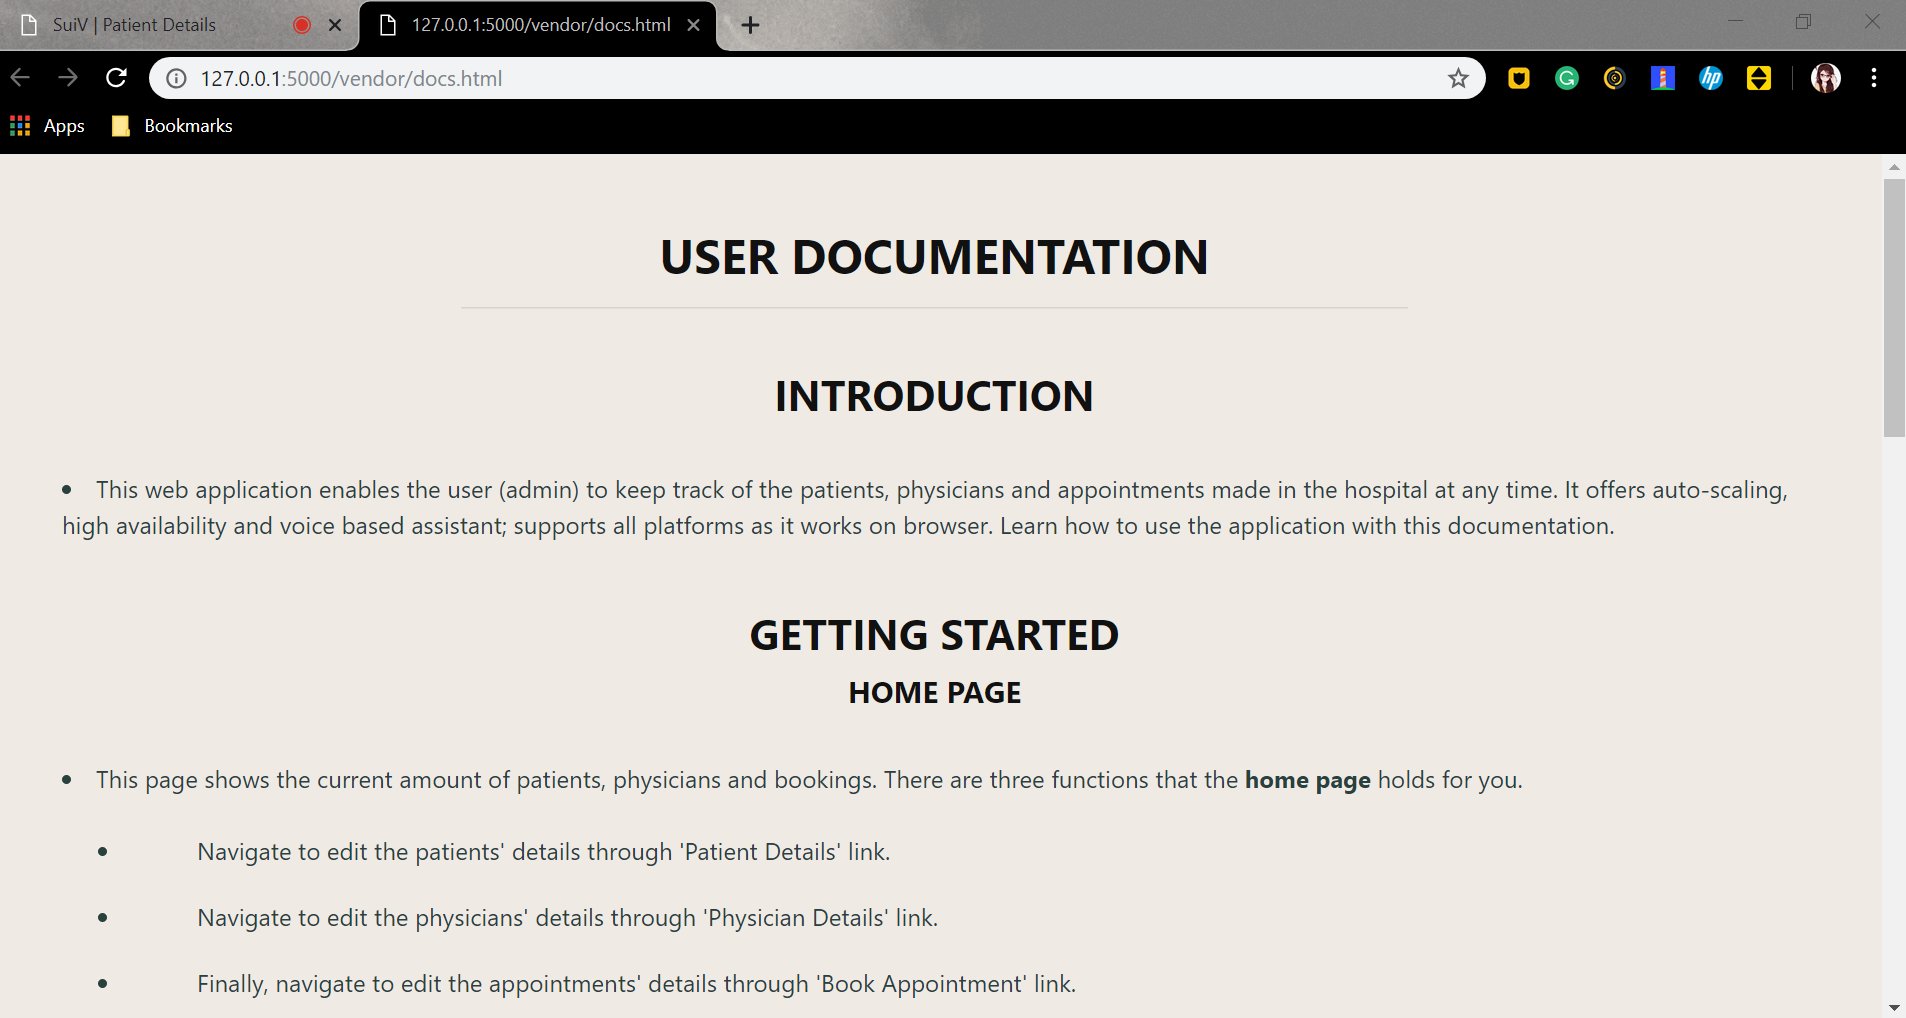 SuiV | Patient Details
127.0.0.1:5000/vendor/docs.html
127.0.0.1:5000/vendor/docs.html
G
hp
Apps
Bookmarks
USER DOCUMENTATION
INTRODUCTION
This web application enables the user (admin) to keep track of the patients, physicians and appointments made in the hospital at any time. It offers auto-scaling,
high availability and voice based assistant; supports all platforms as it works on browser. Learn how to use the application with this documentation.
GETTING STARTED
HOME PAGE
This page shows the current amount of patients, physicians and bookings. There are three functions that the home page holds for you.
Navigate to edit the patients' details through 'Patient Details' link.
Navigate to edit the physicians' details through 'Physician Details' link.
Finally, navigate to edit the appointments' details through 'Book Appointment' link.